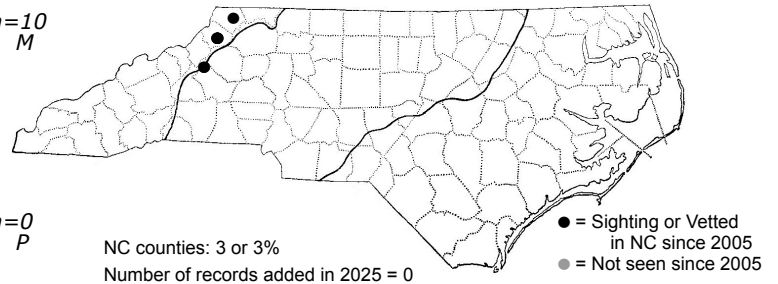 n=10
M
n=0
P
NC counties: 3 or 3%
Number of records added in 2025 = 0
● = Sighting or Vetted
in NC since 2005
● = Not seen since 2005